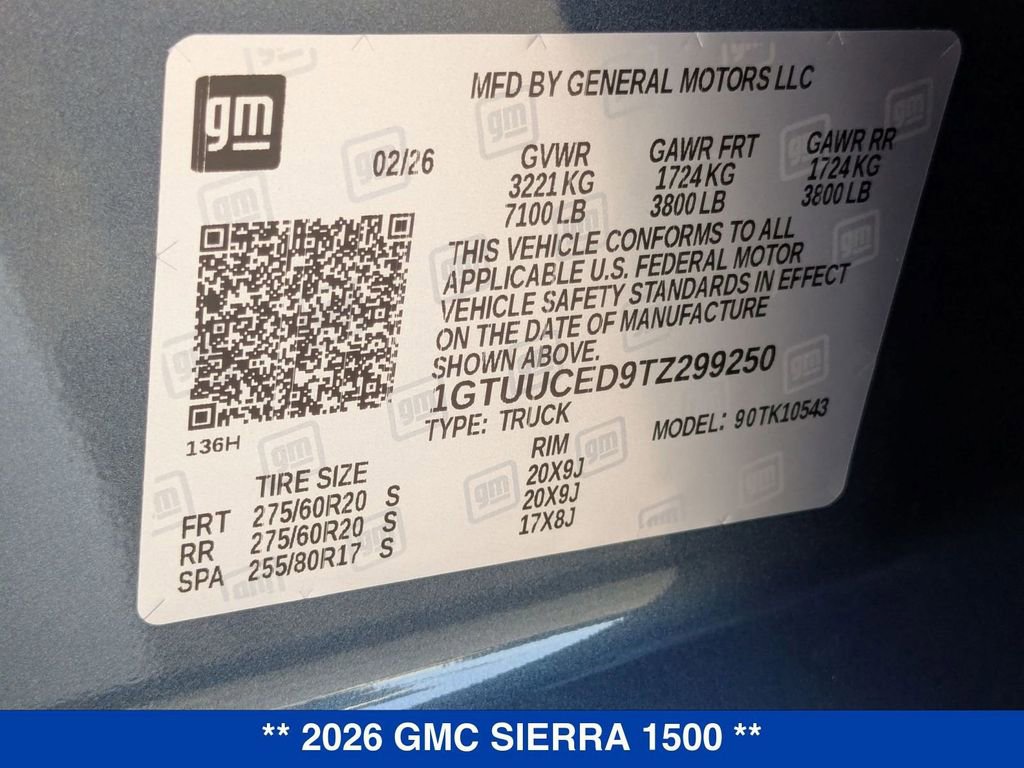 gm
MFD BY GENERAL MOTORS LLC
02/26
GVWR GAWR FRT GAWR RR
3221 KG 1724 KG 1724 KG
7100 LB 3800 LB 3800 LB
THIS VEHICLE CONFORMS TO ALL
APPLICABLE U.S. FEDERAL MOTOR
VEHICLE SAFETY STANDARDS IN EFFECT
ON THE DATE OF MANUFACTURE
SHOWN ABOVE.
1GTUUCED9TZ299250
TYPE: TRUCK MODEL: 90TK10543
136H
TIRE SIZE RIM
FRT 275/60R20 S 20X9J
RR 275/60R20 S 20X9J
SPA 255/80R17 S 17X8J
** 2026 GMC SIERRA 1500 **